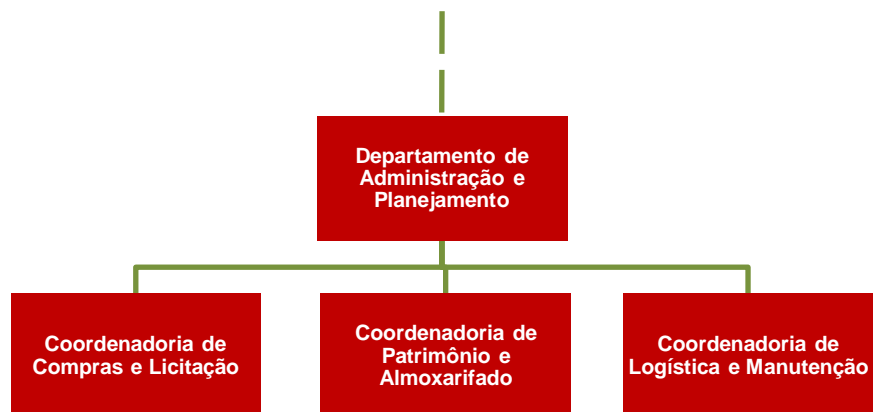 Departamento de
Administração e
Planejamento
Coordenadoria de
Compras e Licitação
Coordenadoria de
Patrimônio e
Almoxarifado
Coordenadoria de
Logística e Manutenção